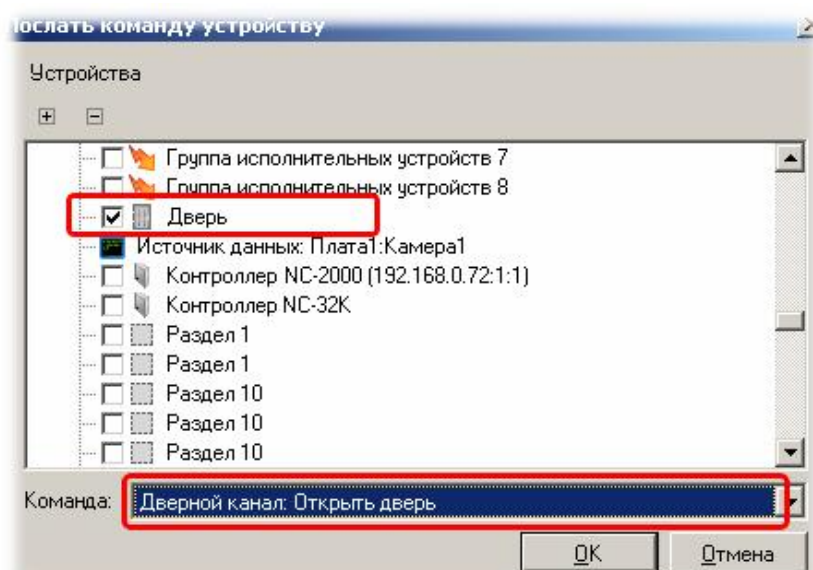 Послать команду устройству
Устройства
Группа исполнительных устройств 7
Группа исполнительных устройств 8
Дверь
Источник данных: Плата1:Камера1
Контроллер NC-2000 (192.168.0.72:1:1)
Контроллер NC-32K
Раздел 1
Раздел 1
Раздел 10
Раздел 10
Раздел 10
Команда: Дверной канал: Открыть дверь
OK Отмена